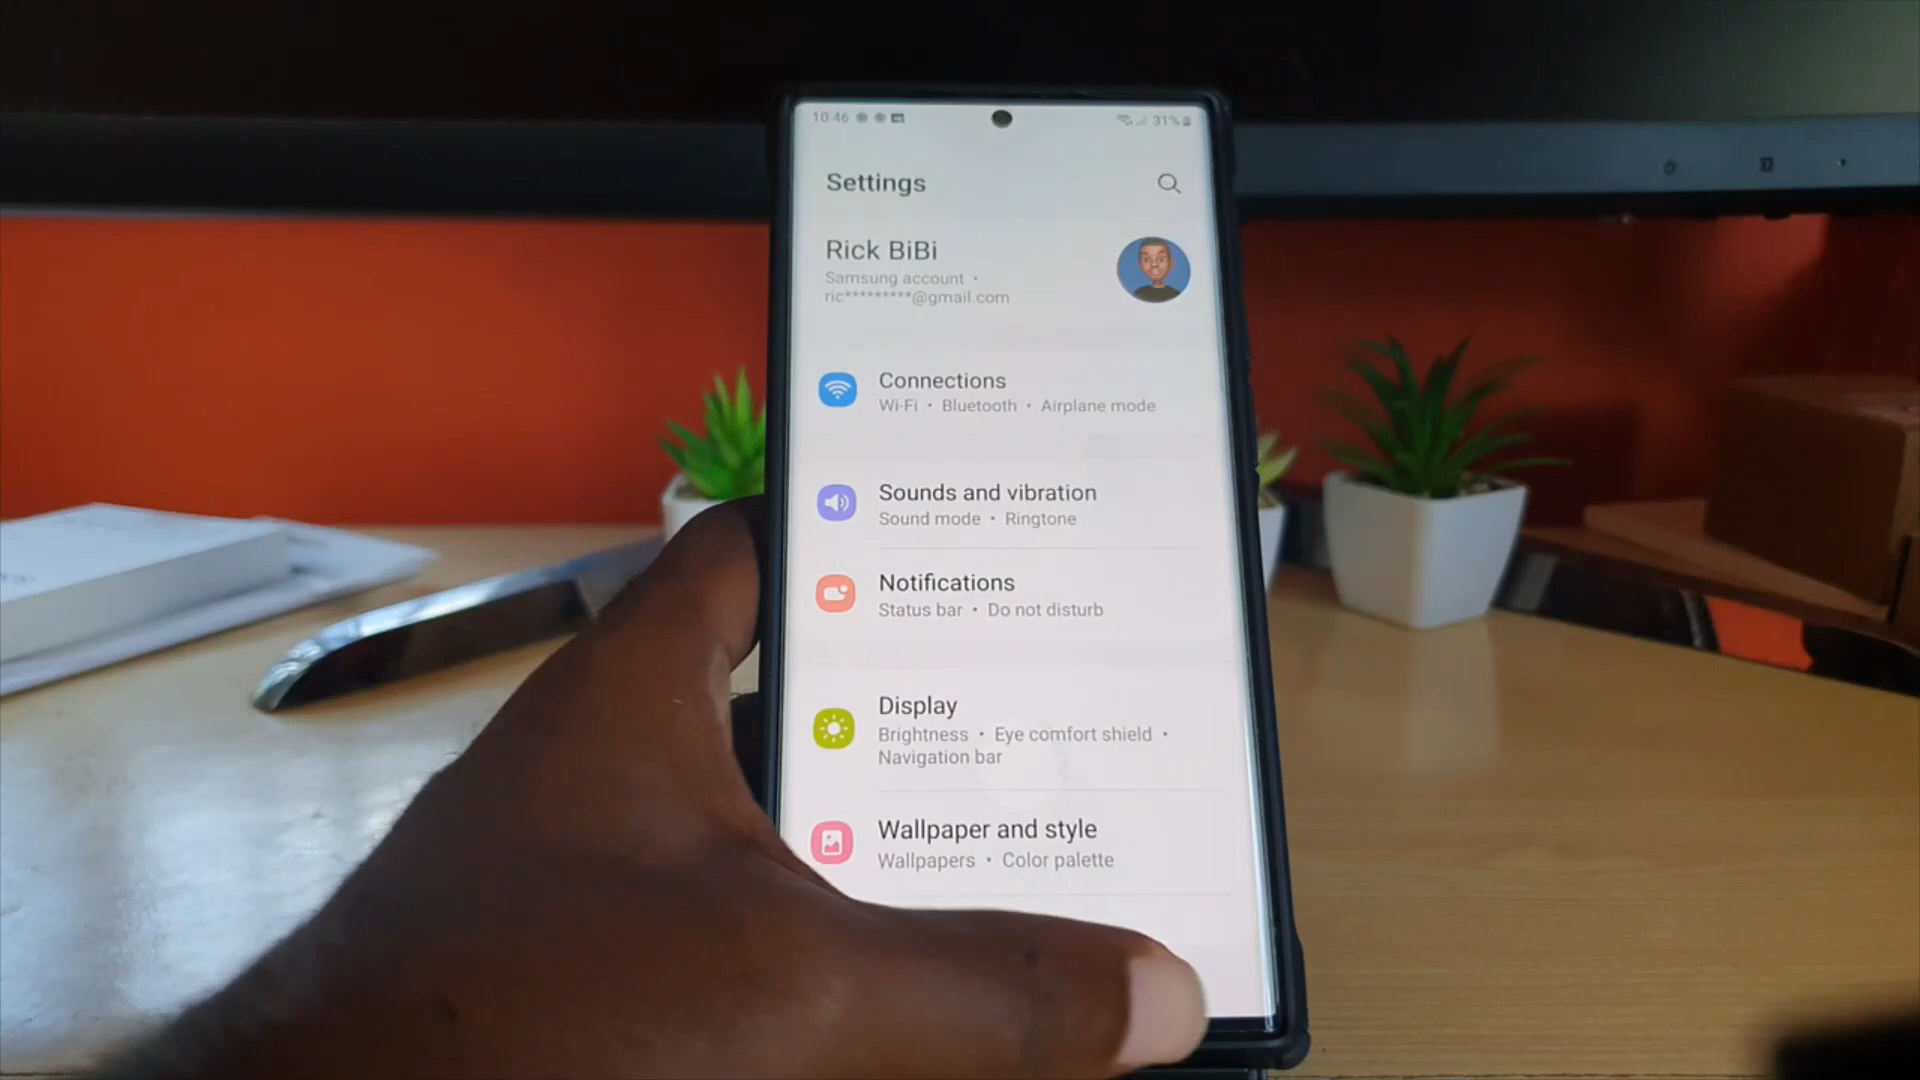 10:46
31%
Settings
Rick BiBi
Samsung account •
ric*********@gmail.com
Connections
Wi-Fi • Bluetooth • Airplane mode
Sounds and vibration
Sound mode • Ringtone
Notifications
Status bar • Do not disturb
Display
Brightness • Eye comfort shield •
Navigation bar
Wallpaper and style
Wallpapers • Color palette